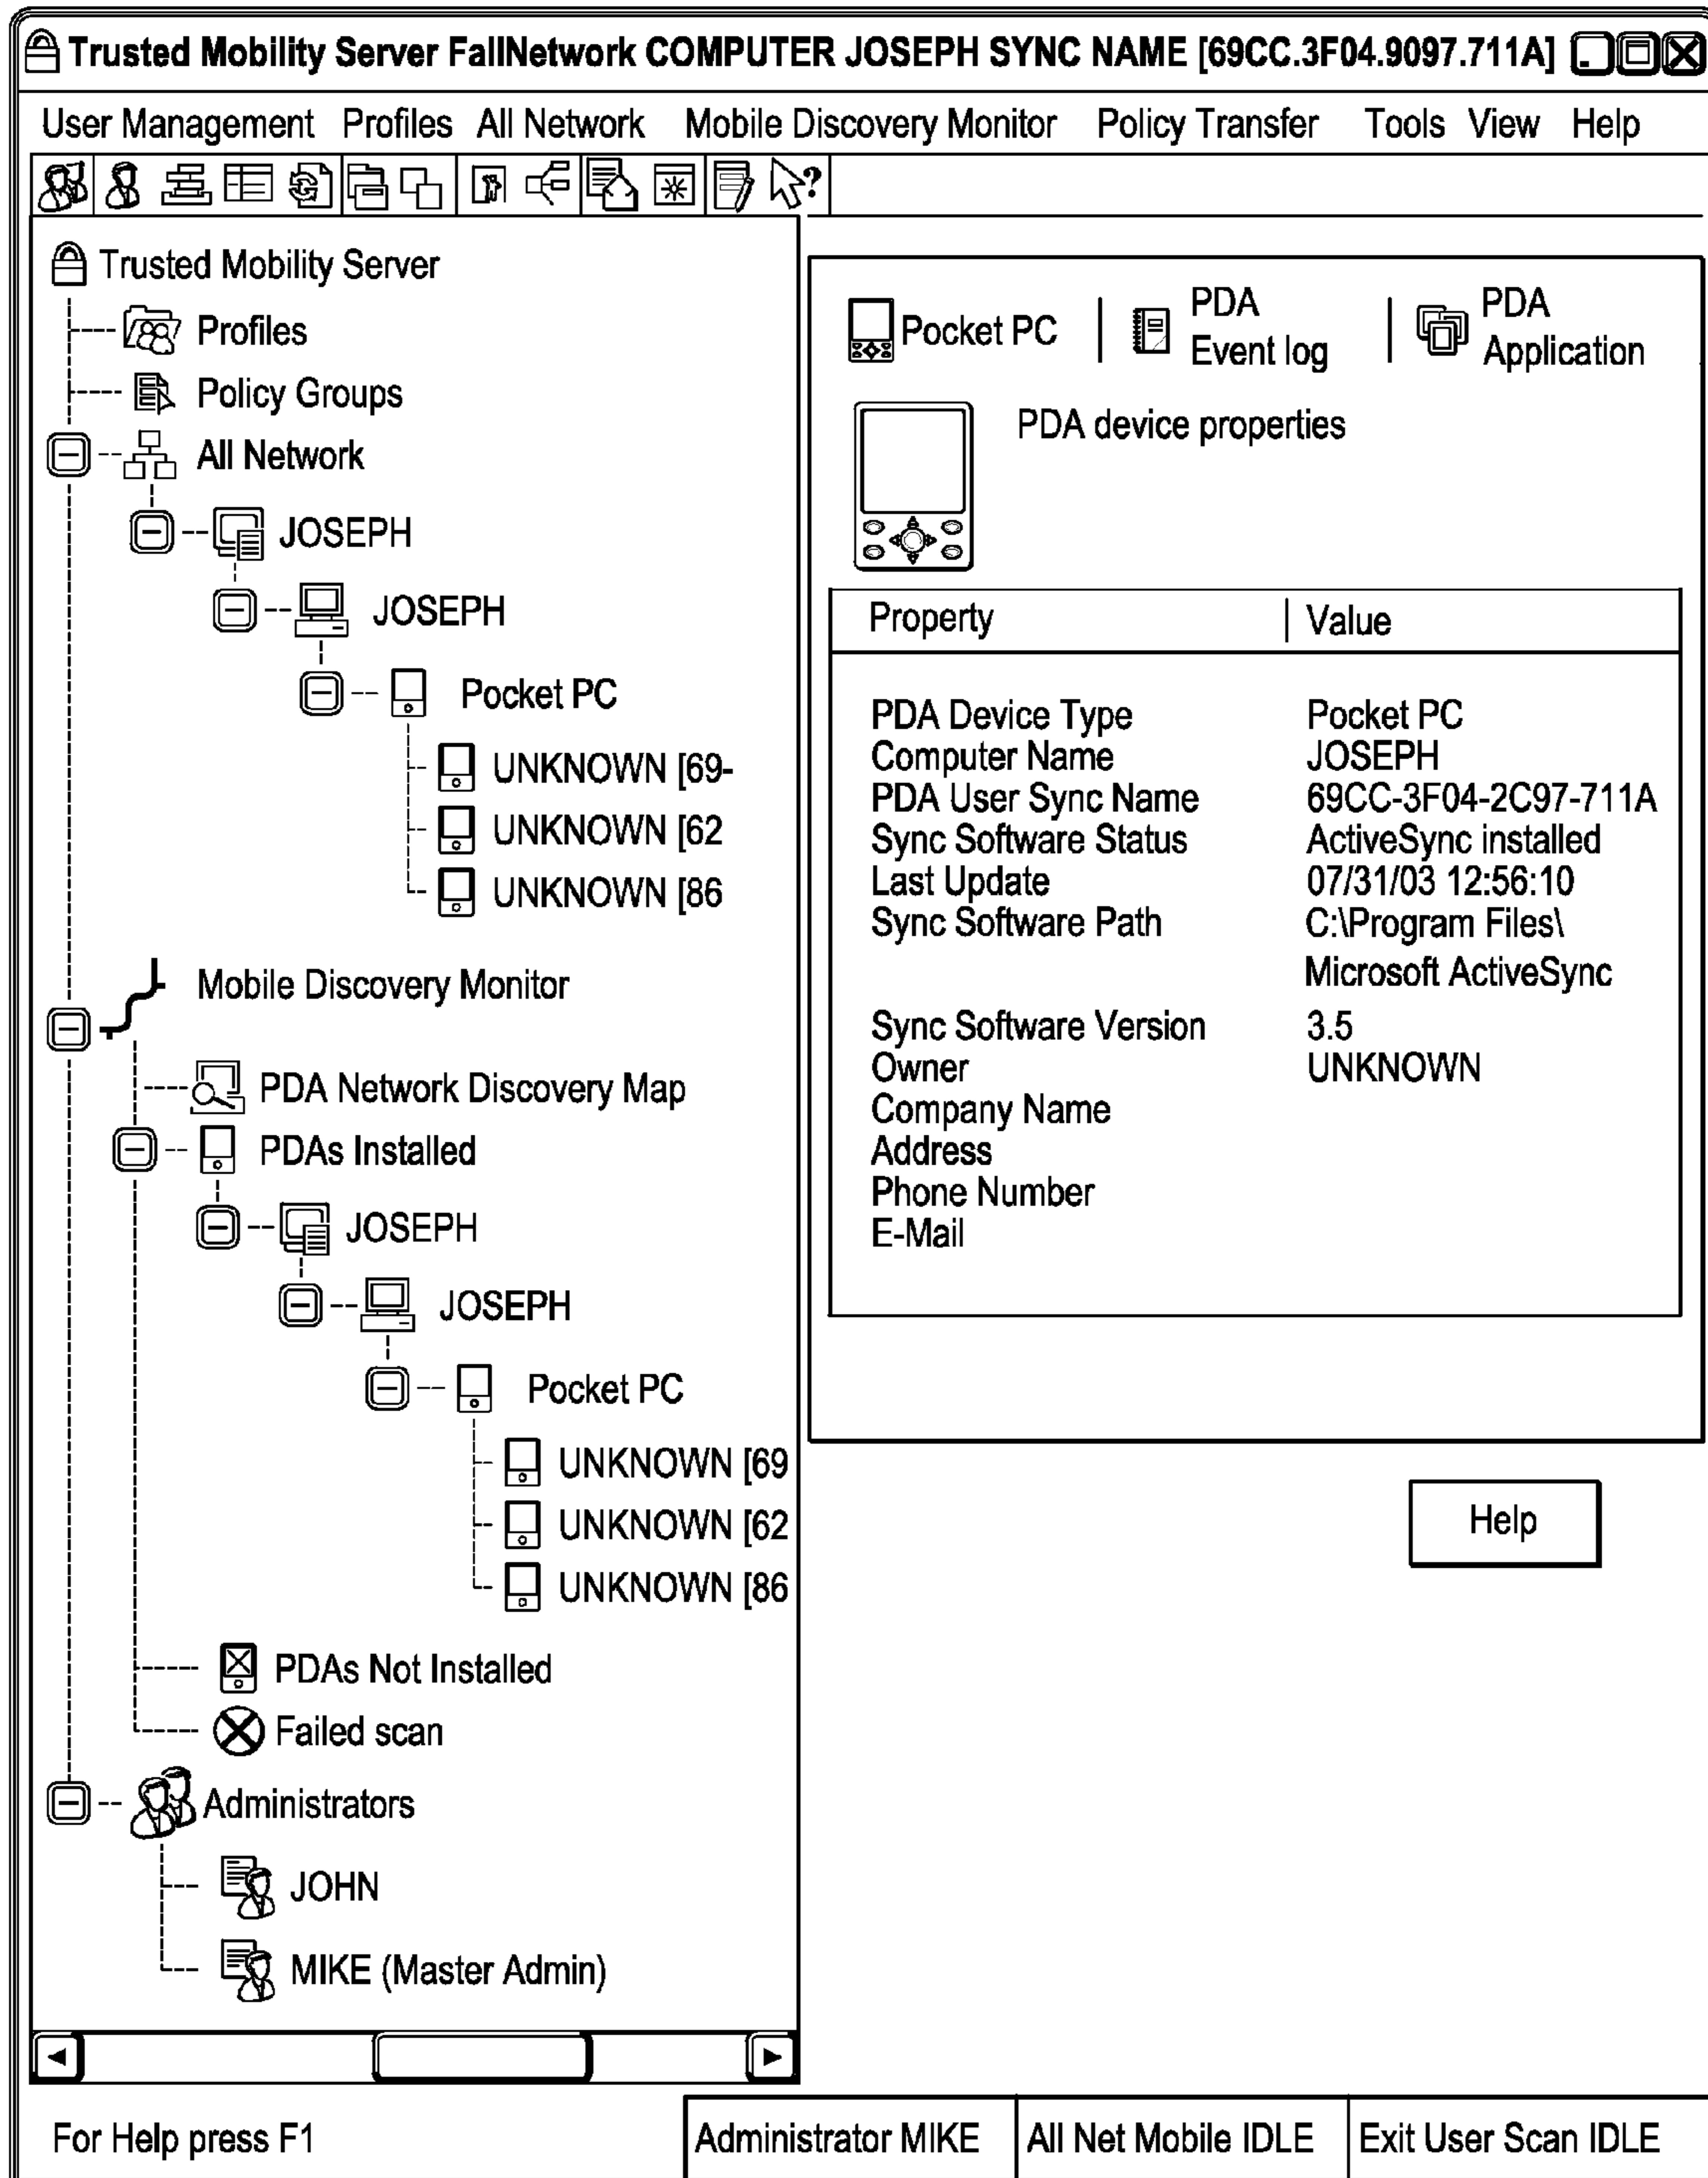 Trusted Mobility Server FallNetwork COMPUTER JOSEPH SYNC NAME [69CC.3F04.9097.711A]
User Management Profiles All Network Mobile Discovery Monitor Policy Transfer Tools View Help
?
Trusted Mobility Server
Profiles
Policy Groups
All Network
JOSEPH
JOSEPH
Pocket PC
UNKNOWN [69-
UNKNOWN [62
UNKNOWN [86
Mobile Discovery Monitor
PDA Network Discovery Map
PDAs Installed
JOSEPH
JOSEPH
Pocket PC
UNKNOWN [69
UNKNOWN [62
UNKNOWN [86
PDAs Not Installed
Failed scan
Administrators
JOHN
MIKE (Master Admin)
Pocket PC
PDA
Event log
PDA
Application
PDA device properties
Property Value
PDA Device Type Pocket PC
Computer Name JOSEPH
PDA User Sync Name 69CC-3F04-2C97-711A
Sync Software Status ActiveSync installed
Last Update 07/31/03 12:56:10
Sync Software Path C:\Program Files\
Microsoft ActiveSync
Sync Software Version 3.5
Owner UNKNOWN
Company Name
Address
Phone Number
E-Mail
Help
For Help press F1
Administrator MIKE
All Net Mobile IDLE
Exit User Scan IDLE